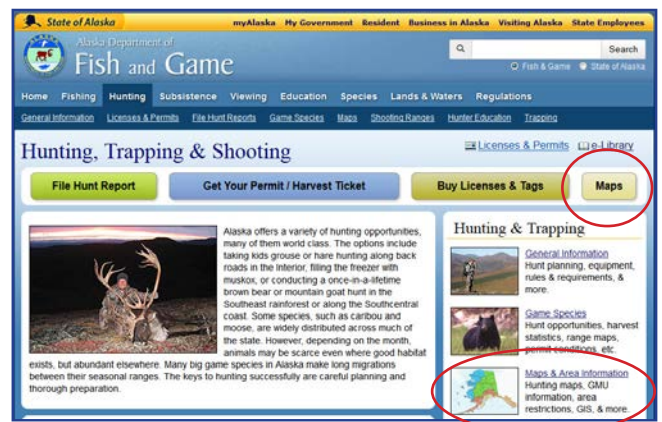 State of Alaska
myAlaska My Government Resident Business in Alaska Visiting Alaska State Employees
Alaska Department of
Fish and Game
Search
Fish & Game State of Alaska
Home Fishing Hunting Subsistence Viewing Education Species Lands & Waters Regulations
General Information Licenses & Permits File Hunt Reports Game Species Maps Shooting Ranges Hunter Education Trapping
Hunting, Trapping & Shooting
Licenses & Permits e-Library
File Hunt Report Get Your Permit / Harvest Ticket Buy Licenses & Tags Maps
Alaska offers a variety of hunting opportunities,
many of them world class. The options include
taking kids grouse or hare hunting along back
roads in the Interior, filling the freezer with
muskox, or conducting a once-in-a-lifetime
brown bear or mountain goat hunt in the
Southeast rainforest or along the Southcentral
coast. Some species, such as caribou and
moose, are widely distributed across much of
the state. However, depending on the month,
animals may be scarce even where good habitat
exists, but abundant elsewhere. Many big game species in Alaska make long migrations
between their seasonal ranges. The keys to hunting successfully are careful planning and
thorough preparation.
Hunting & Trapping
General Information
Hunt planning, equipment,
rules & requirements, &
more.
Game Species
Hunt opportunities, harvest
statistics, range maps,
permit conditions, etc.
Maps & Area Information
Hunting maps, GMU
information, area
restrictions, GIS, & more.